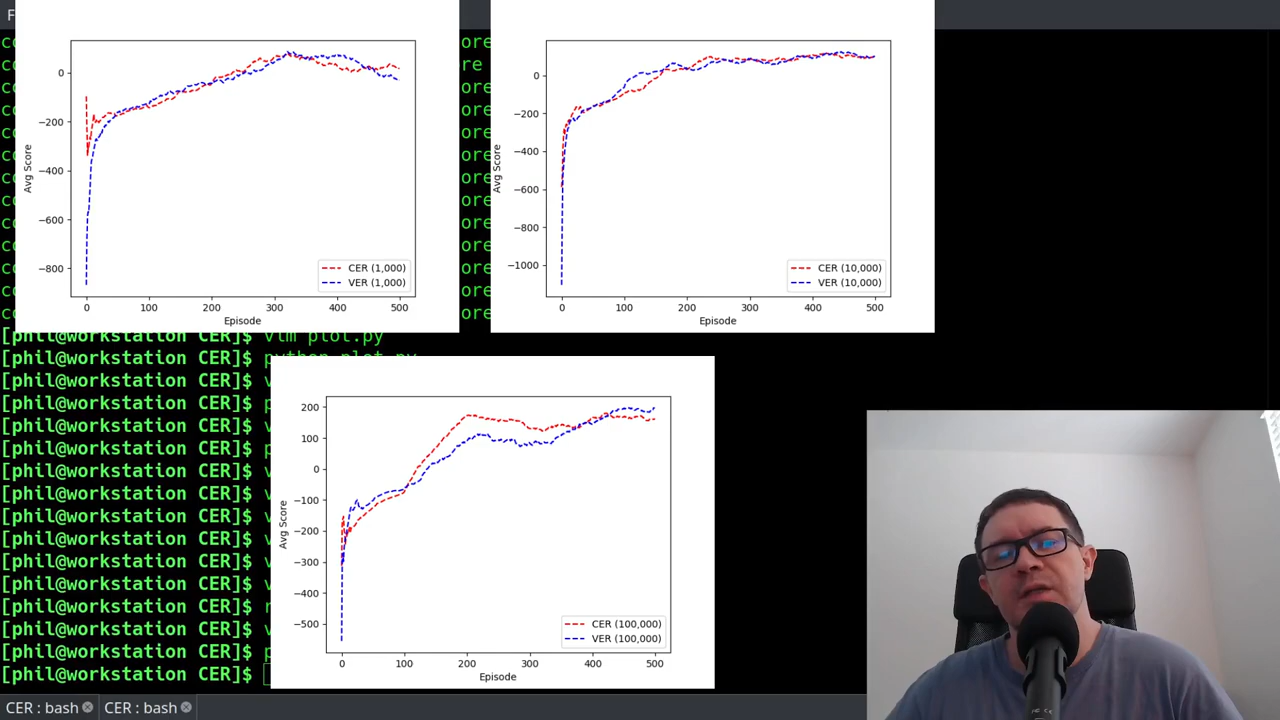 F
0
−200
−400
−600
−800
Avg Score
0
100
200
300
400
500
Episode
CER (1,000)
VER (1,000)
0
−200
−400
−600
−800
−1000
Avg Score
0
100
200
300
400
500
Episode
CER (10,000)
VER (10,000)
[phil@workstation CER]$ vim plot.py
[phil@workstation CER]$ python plot.py
[phil@workstation CER]$ v
[phil@workstation CER]$ p
[phil@workstation CER]$ v
[phil@workstation CER]$ p
[phil@workstation CER]$ v
[phil@workstation CER]$ v
[phil@workstation CER]$ v
[phil@workstation CER]$ v
[phil@workstation CER]$ v
[phil@workstation CER]$ v
[phil@workstation CER]$ r
[phil@workstation CER]$ v
[phil@workstation CER]$ p
[phil@workstation CER]$
200
100
0
−100
−200
−300
−400
−500
Avg Score
0
100
200
300
400
500
Episode
CER (100,000)
VER (100,000)
CER : bash
CER : bash